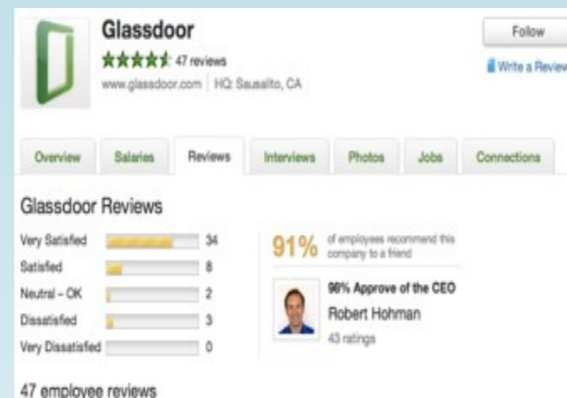 Glassdoor
47 reviews
www.glassdoor.com | HQ: Sausalito, CA
Follow
Write a Review
Overview
Salaries
Reviews
Interviews
Photos
Jobs
Connections
Glassdoor Reviews
Very Satisfied 34
Satisfied 8
Neutral – OK 2
Dissatisfied 3
Very Dissatisfied 0
91% of employees recommend this
company to a friend
98% Approve of the CEO
Robert Hohman
43 ratings
47 employee reviews